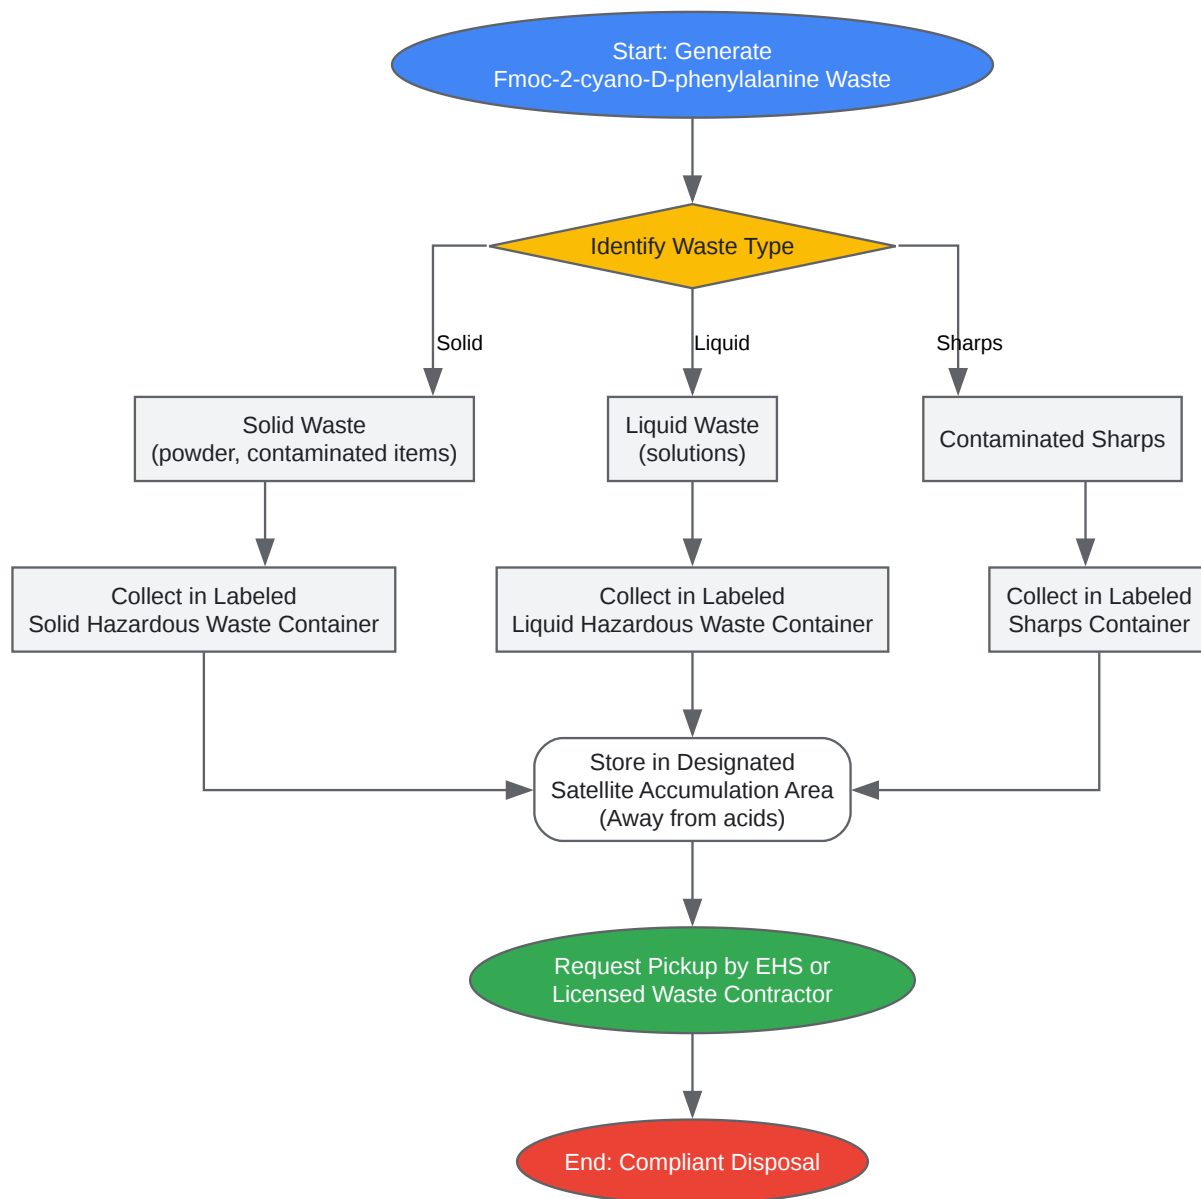 Start: Generate
Fmoc-2-cyano-D-phenylalanine Waste
Identify Waste Type
Solid
Liquid
Sharps
Solid Waste
(powder, contaminated items)
Liquid Waste
(solutions)
Contaminated Sharps
Collect in Labeled
Solid Hazardous Waste Container
Collect in Labeled
Liquid Hazardous Waste Container
Collect in Labeled
Sharps Container
Store in Designated
Satellite Accumulation Area
(Away from acids)
Request Pickup by EHS or
Licensed Waste Contractor
End: Compliant Disposal